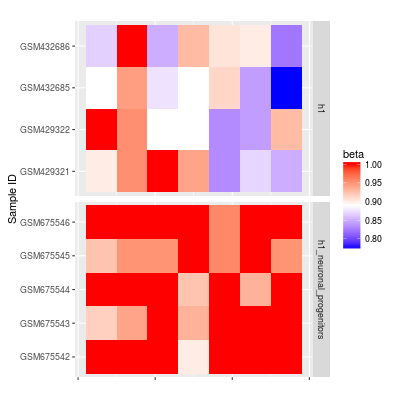 GSM432686
GSM432685
GSM429322
GSM429321
h1
GSM675546
GSM675545
GSM675544
GSM675543
GSM675542
h1_neuronal_progenitors
Sample ID
beta
1.00
0.95
0.90
0.85
0.80